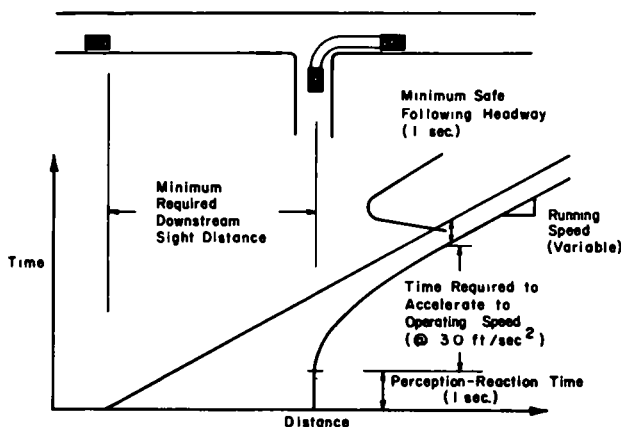 Minimum Safe
Following Headway
(1 sec.)
Minimum
Required
Downstream
Sight Distance
Running
Speed
(Variable)
Time
Time Required to
Accelerate to
Operating Speed
(@ 30 ft/sec²)
Perception-Reaction Time
(1 sec.)
Distance